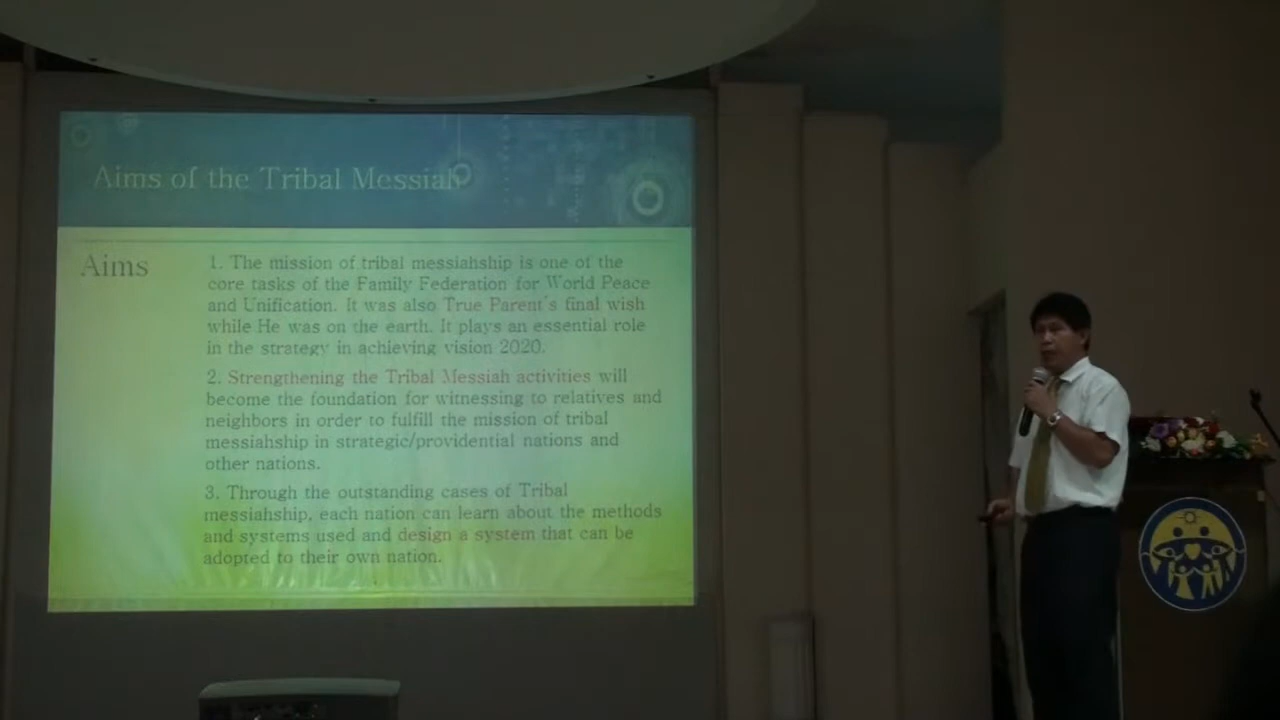 Aims of the Tribal Messiah
Aims
1. The mission of tribal messiahship is one of the
core tasks of the Family Federation for World Peace
and Unification. It was also True Parent's final wish
while He was on the earth. It plays an essential role
in the strategy in achieving vision 2020.
2. Strengthening the Tribal Messiah activities will
become the foundation for witnessing to relatives and
neighbors in order to fulfill the mission of tribal
messiahship in strategic/providential nations and
other nations.
3. Through the outstanding cases of Tribal
messiahship, each nation can learn about the methods
and systems used and design a system that can be
adopted to their own nation.